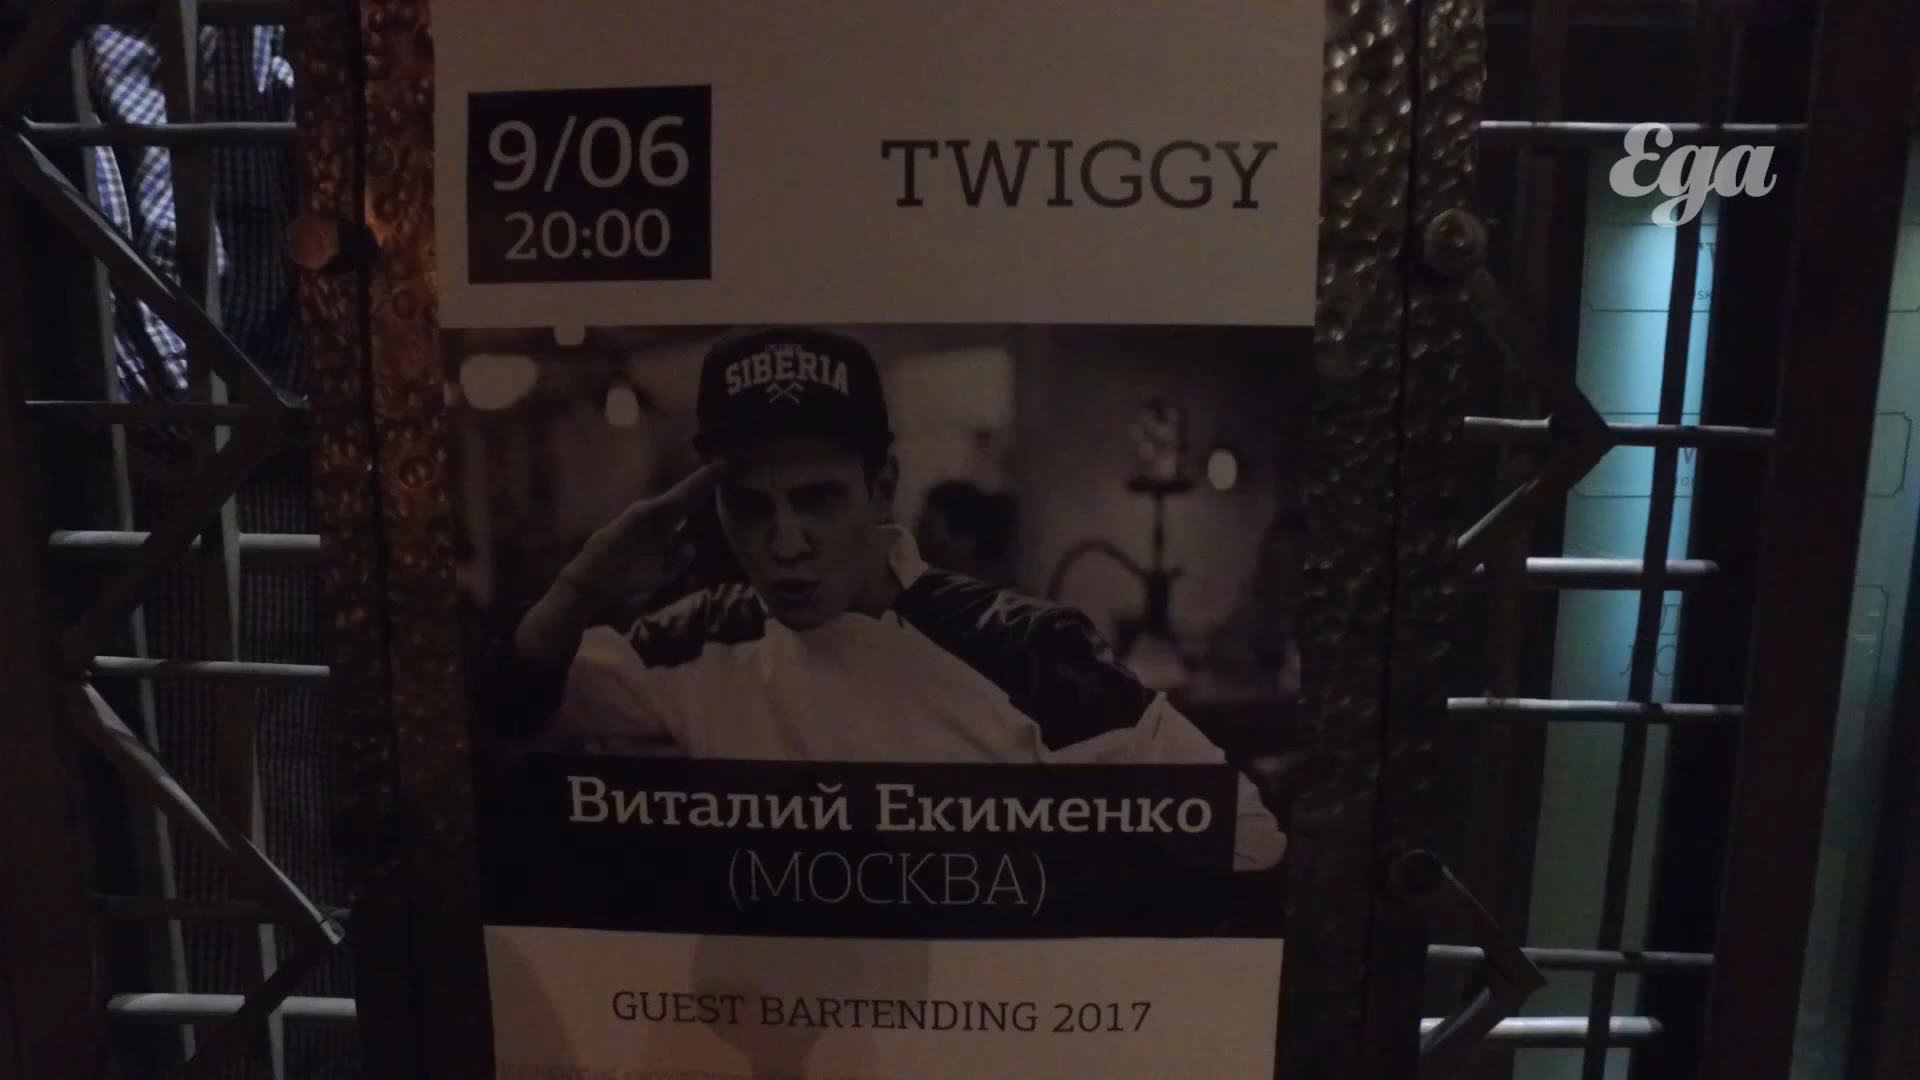 9/06
20:00
TWIGGY
Еда
SIBERIA
Виталий Екименко
(МОСКВА)
GUEST BARTENDING 2017